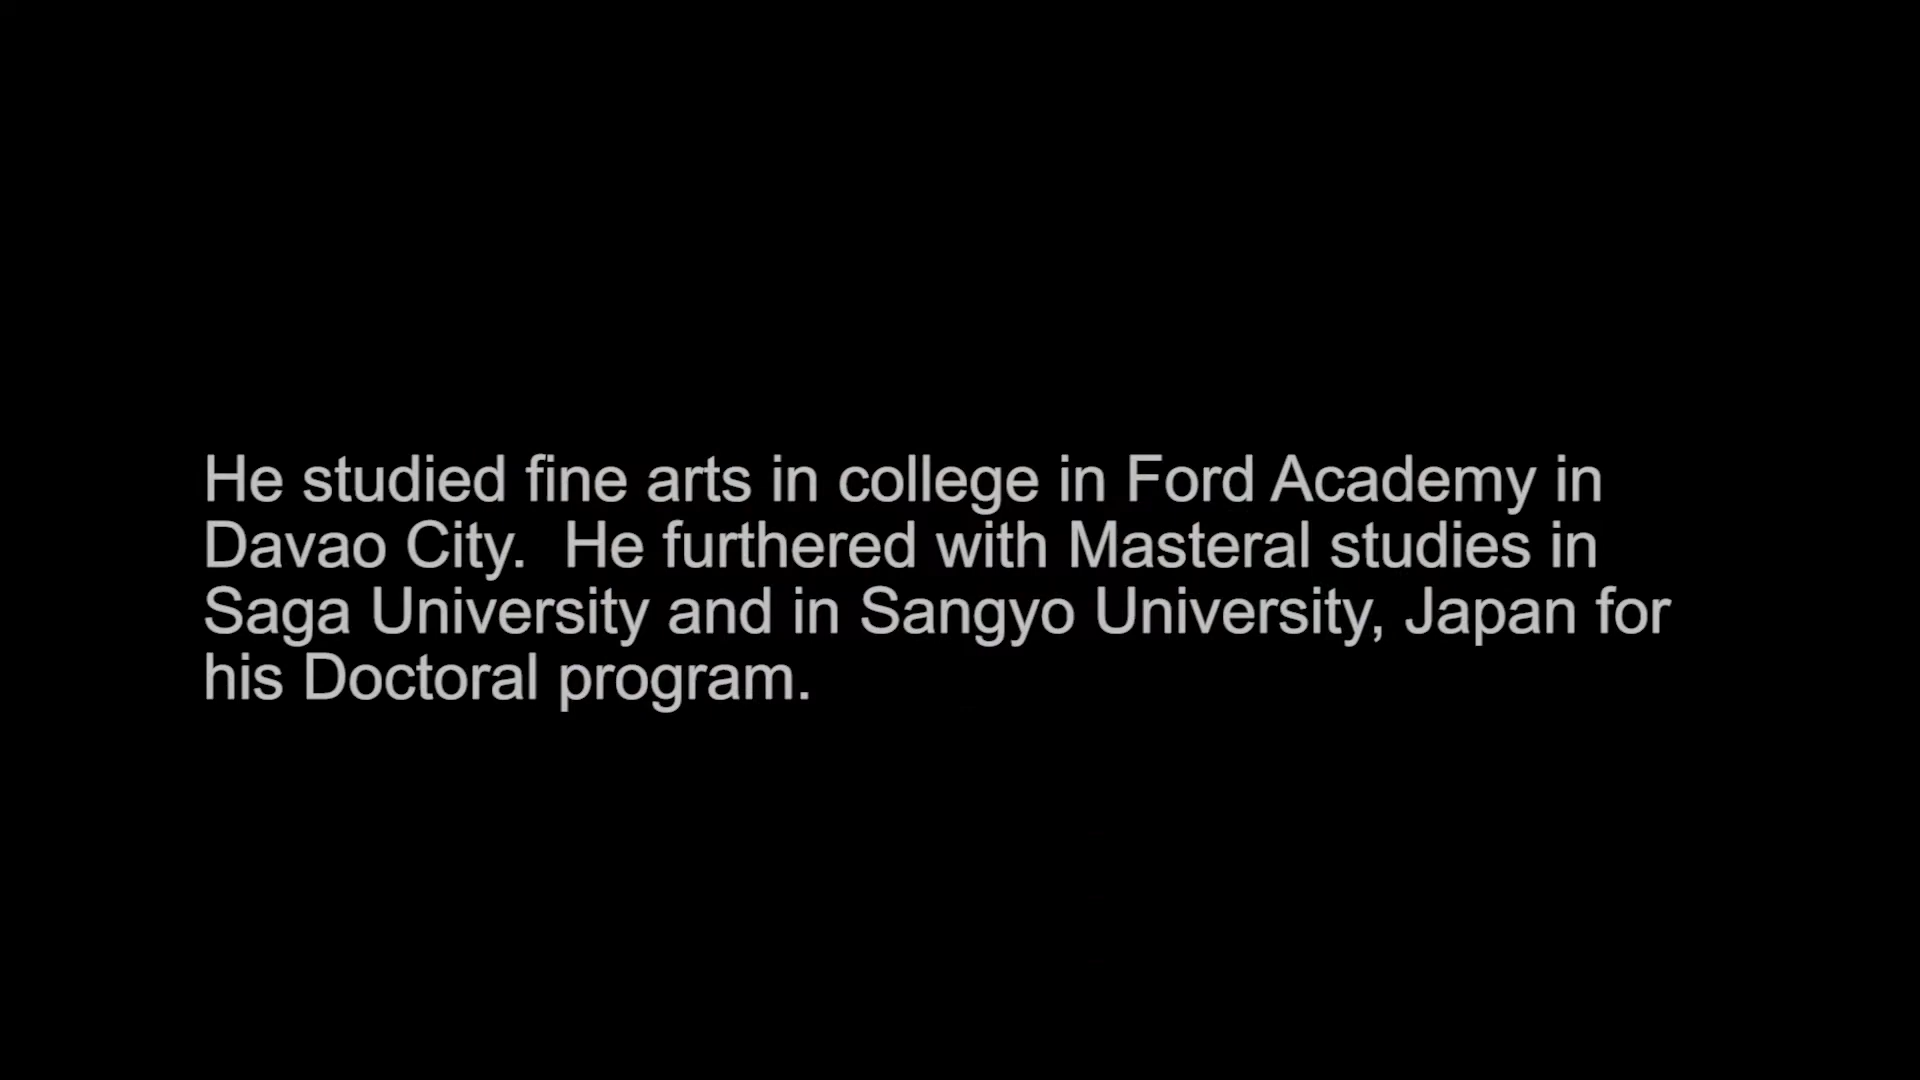 He studied fine arts in college in Ford Academy in
Davao City.  He furthered with Masteral studies in
Saga University and in Sangyo University, Japan for
his Doctoral program.